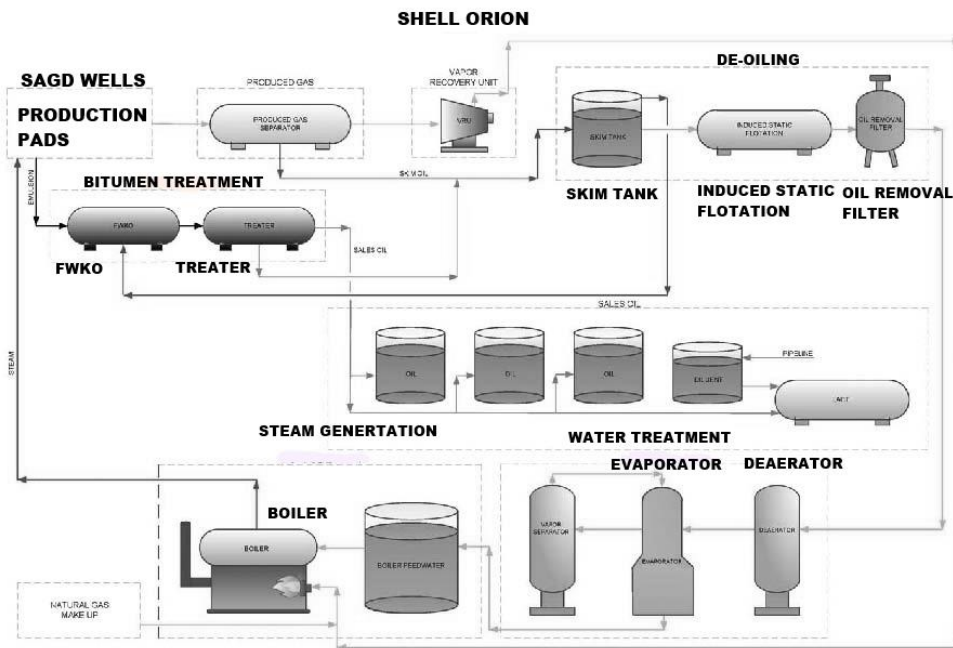 SHELL ORION
SAGD WELLS
PRODUCTION
PADS
PRODUCED GAS
PRODUCED GAS
SEPARATOR
VAPOR
RECOVERY UNIT
VRU
DE-OILING
SKIM TANK
INDUCED STATIC
FLOTATION
OIL REMOVAL
FILTER
SKIM TANK
INDUCED STATIC
FLOTATION
OIL REMOVAL
FILTER
EMULSION
BITUMEN TREATMENT
SKIM OIL
FWKO
TREATER
SALES OIL
FWKO
TREATER
SALES OIL
STEAM
OIL
OIL
OIL
DILUENT
PIPELINE
LACT
STEAM GENERTATION
WATER TREATMENT
EVAPORATOR
DEAERATOR
BOILER
BOILER
BOILER FEEDWATER
VAPOR
SEPARATOR
EVAPORATOR
DEAERATOR
NATURAL GAS
MAKE UP